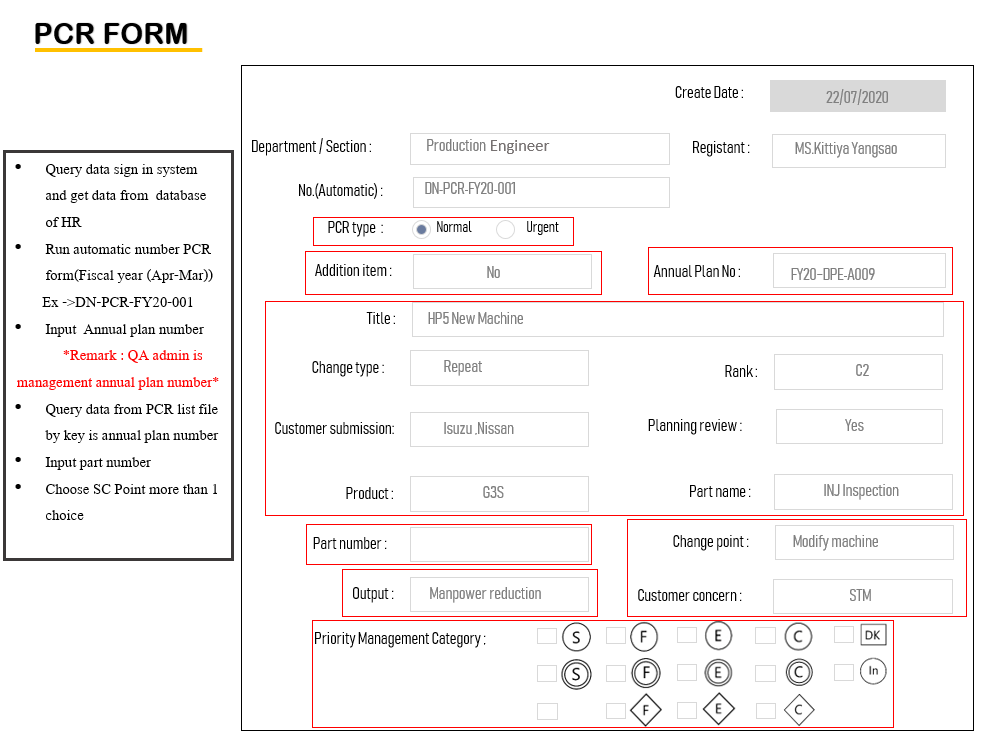 PCR FORM
Create Date : 22/07/2020
Department / Section : Production Engineer Registant : MS.Kittiya Yangsao
No.(Automatic) : DN-PCR-FY20-001
PCR type : Normal Urgent
Addition item : No Annual Plan No : FY20-DPE-A009
Title : HP5 New Machine
Change type : Repeat Rank : C2
Customer submission: Isuzu ,Nissan Planning review : Yes
Product : G3S Part name : INJ Inspection
Part number : Change point : Modify machine
Output : Manpower reduction Customer concern : STM
Priority Management Category : S F E C DK
S F E C In
F E C
• Query data sign in system
and get data from database
of HR
• Run automatic number PCR
form(Fiscal year (Apr-Mar))
Ex ->DN-PCR-FY20-001
• Input Annual plan number
*Remark : QA admin is
management annual plan number*
• Query data from PCR list file
by key is annual plan number
• Input part number
• Choose SC Point more than 1
choice